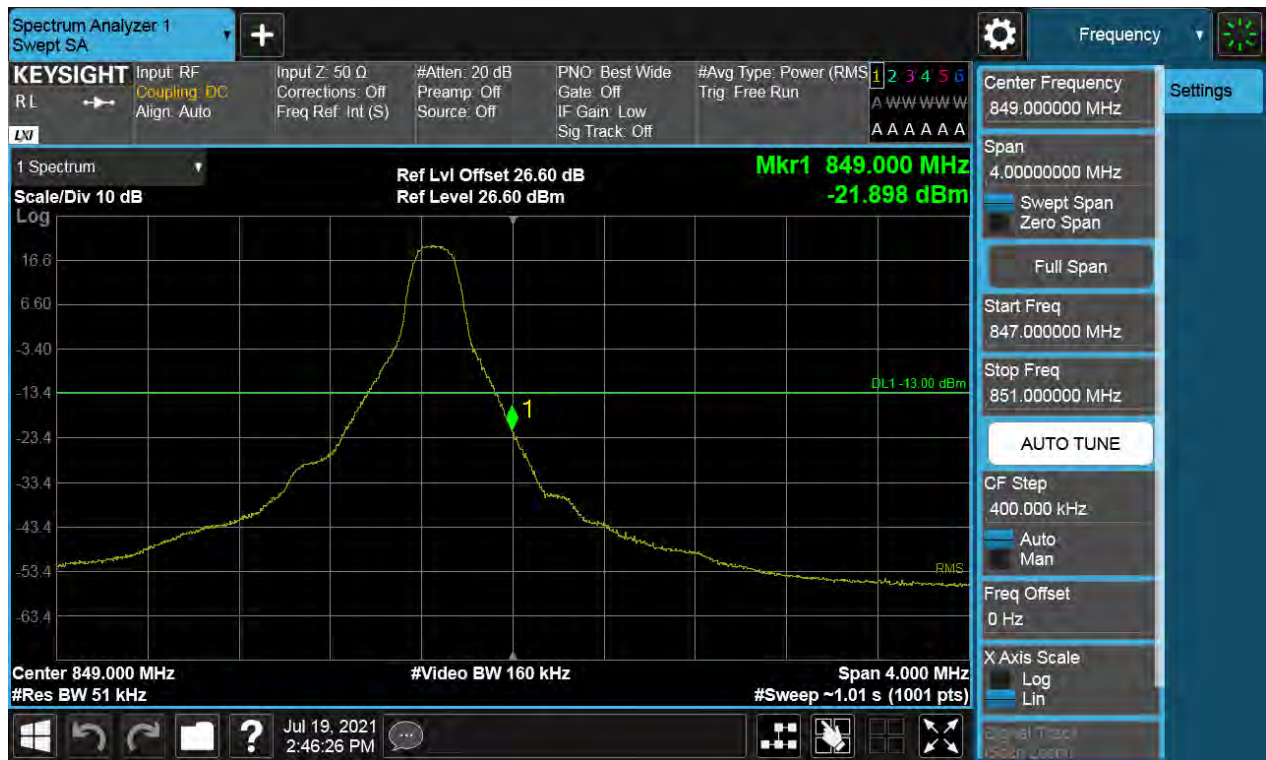 Spectrum Analyzer 1
Swept SA
+
Frequency
KEYSIGHT
RL
LXI
Input: RF
Coupling: DC
Align: Auto
Input Z: 50 Ω
Corrections: Off
Freq Ref: Int (S)
#Atten: 20 dB
Preamp: Off
Source: Off
PNO: Best Wide
Gate: Off
IF Gain: Low
Sig Track: Off
#Avg Type: Power (RMS
Trig: Free Run
1 2 3 4 5 6
A W W W W W
A A A A A A
1 Spectrum
Scale/Div 10 dB
Log
Ref Lvl Offset 26.60 dB
Ref Level 26.60 dBm
Mkr1 849.000 MHz
-21.898 dBm
16.6
6.60
-3.40
-13.4
-23.4
-33.4
-43.4
-53.4
-63.4
DL1 -13.00 dBm
1
RMS
Center 849.000 MHz
#Video BW 160 kHz
Span 4.000 MHz
#Res BW 51 kHz
#Sweep ~1.01 s (1001 pts)
Center Frequency
849.000000 MHz
Settings
Span
4.00000000 MHz
Swept Span
Zero Span
Full Span
Start Freq
847.000000 MHz
Stop Freq
851.000000 MHz
AUTO TUNE
CF Step
400.000 kHz
Auto
Man
Freq Offset
0 Hz
X Axis Scale
Log
Lin
Signal Track
(Span Zoom)
?
Jul 19, 2021
2:46:26 PM